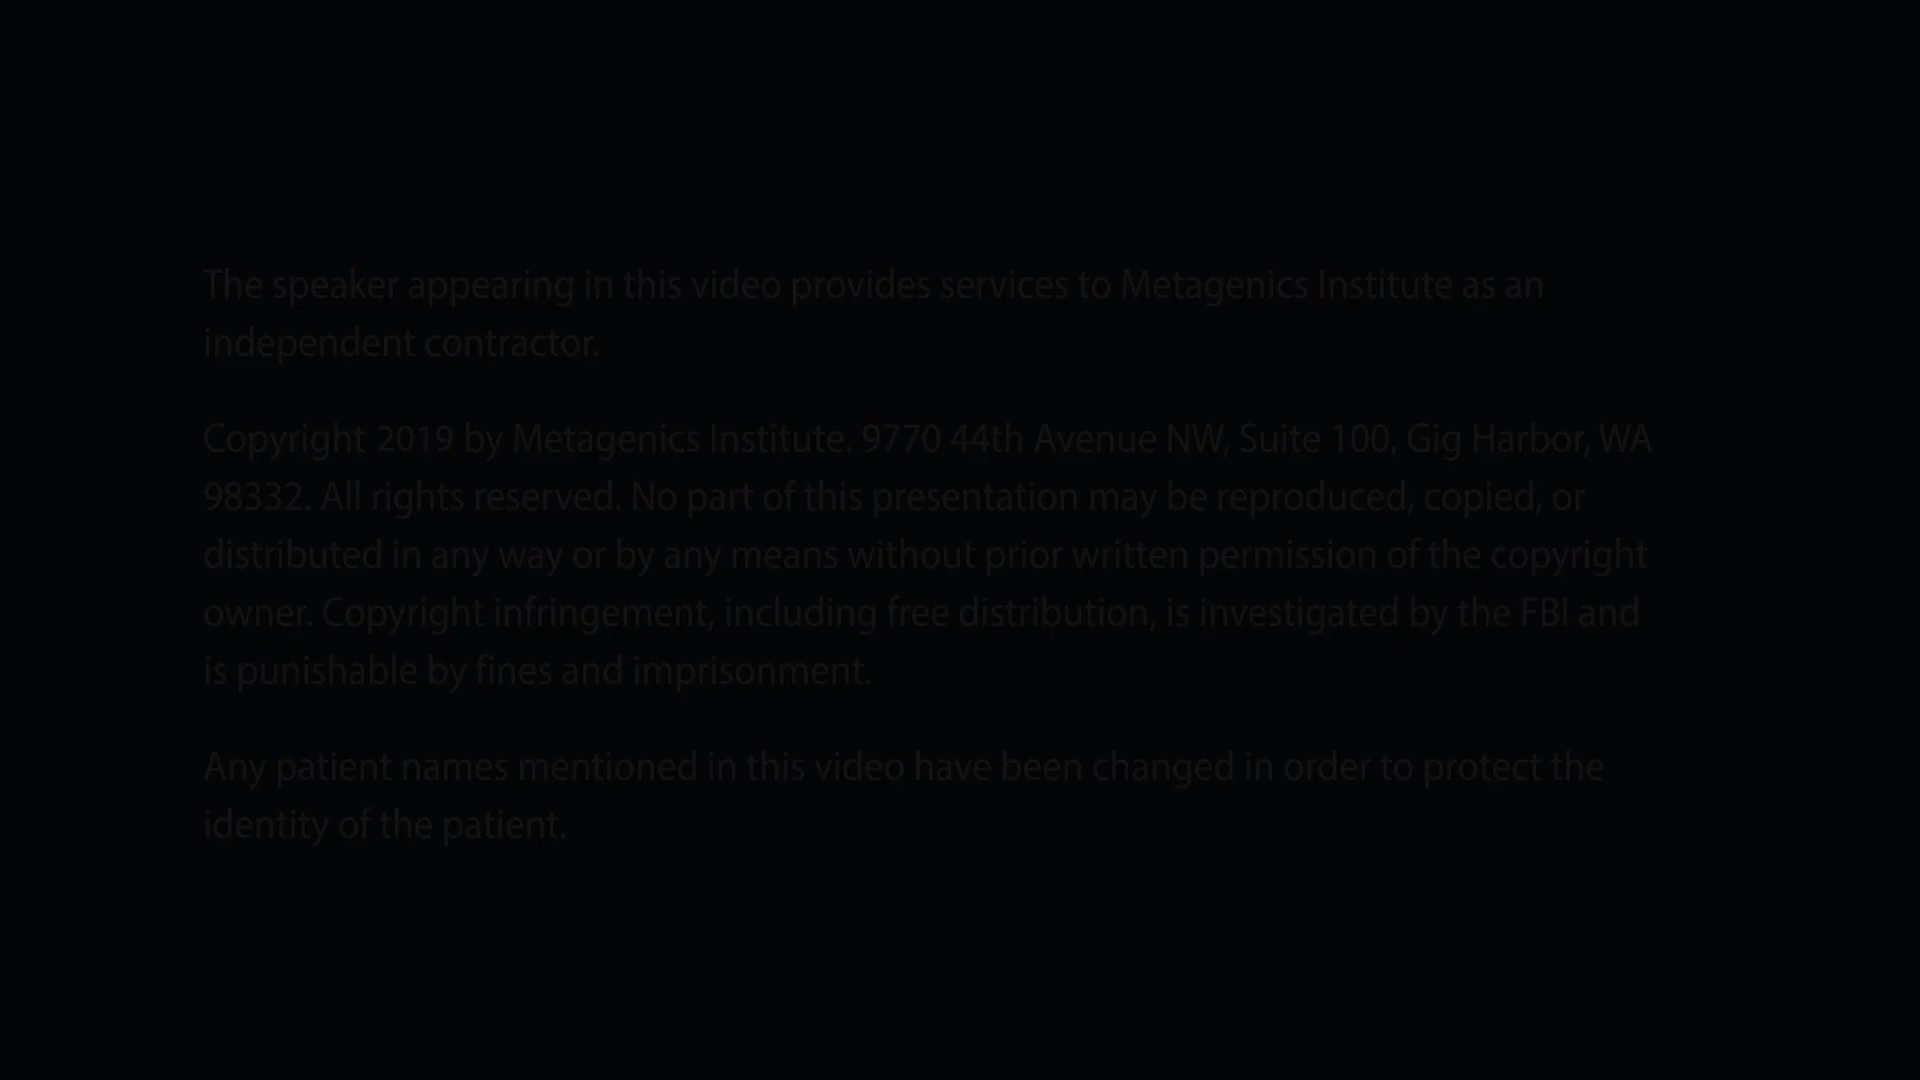 The speaker appearing in this video provides services to Metagenics Institute as an
independent contractor.
Copyright 2019 by Metagenics Institute. 9770 44th Avenue NW, Suite 100, Gig Harbor, WA
98332. All rights reserved. No part of this presentation may be reproduced, copied, or
distributed in any way or by any means without prior written permission of the copyright
owner. Copyright infringement, including free distribution, is investigated by the FBI and
is punishable by fines and imprisonment.
Any patient names mentioned in this video have been changed in order to protect the
identity of the patient.